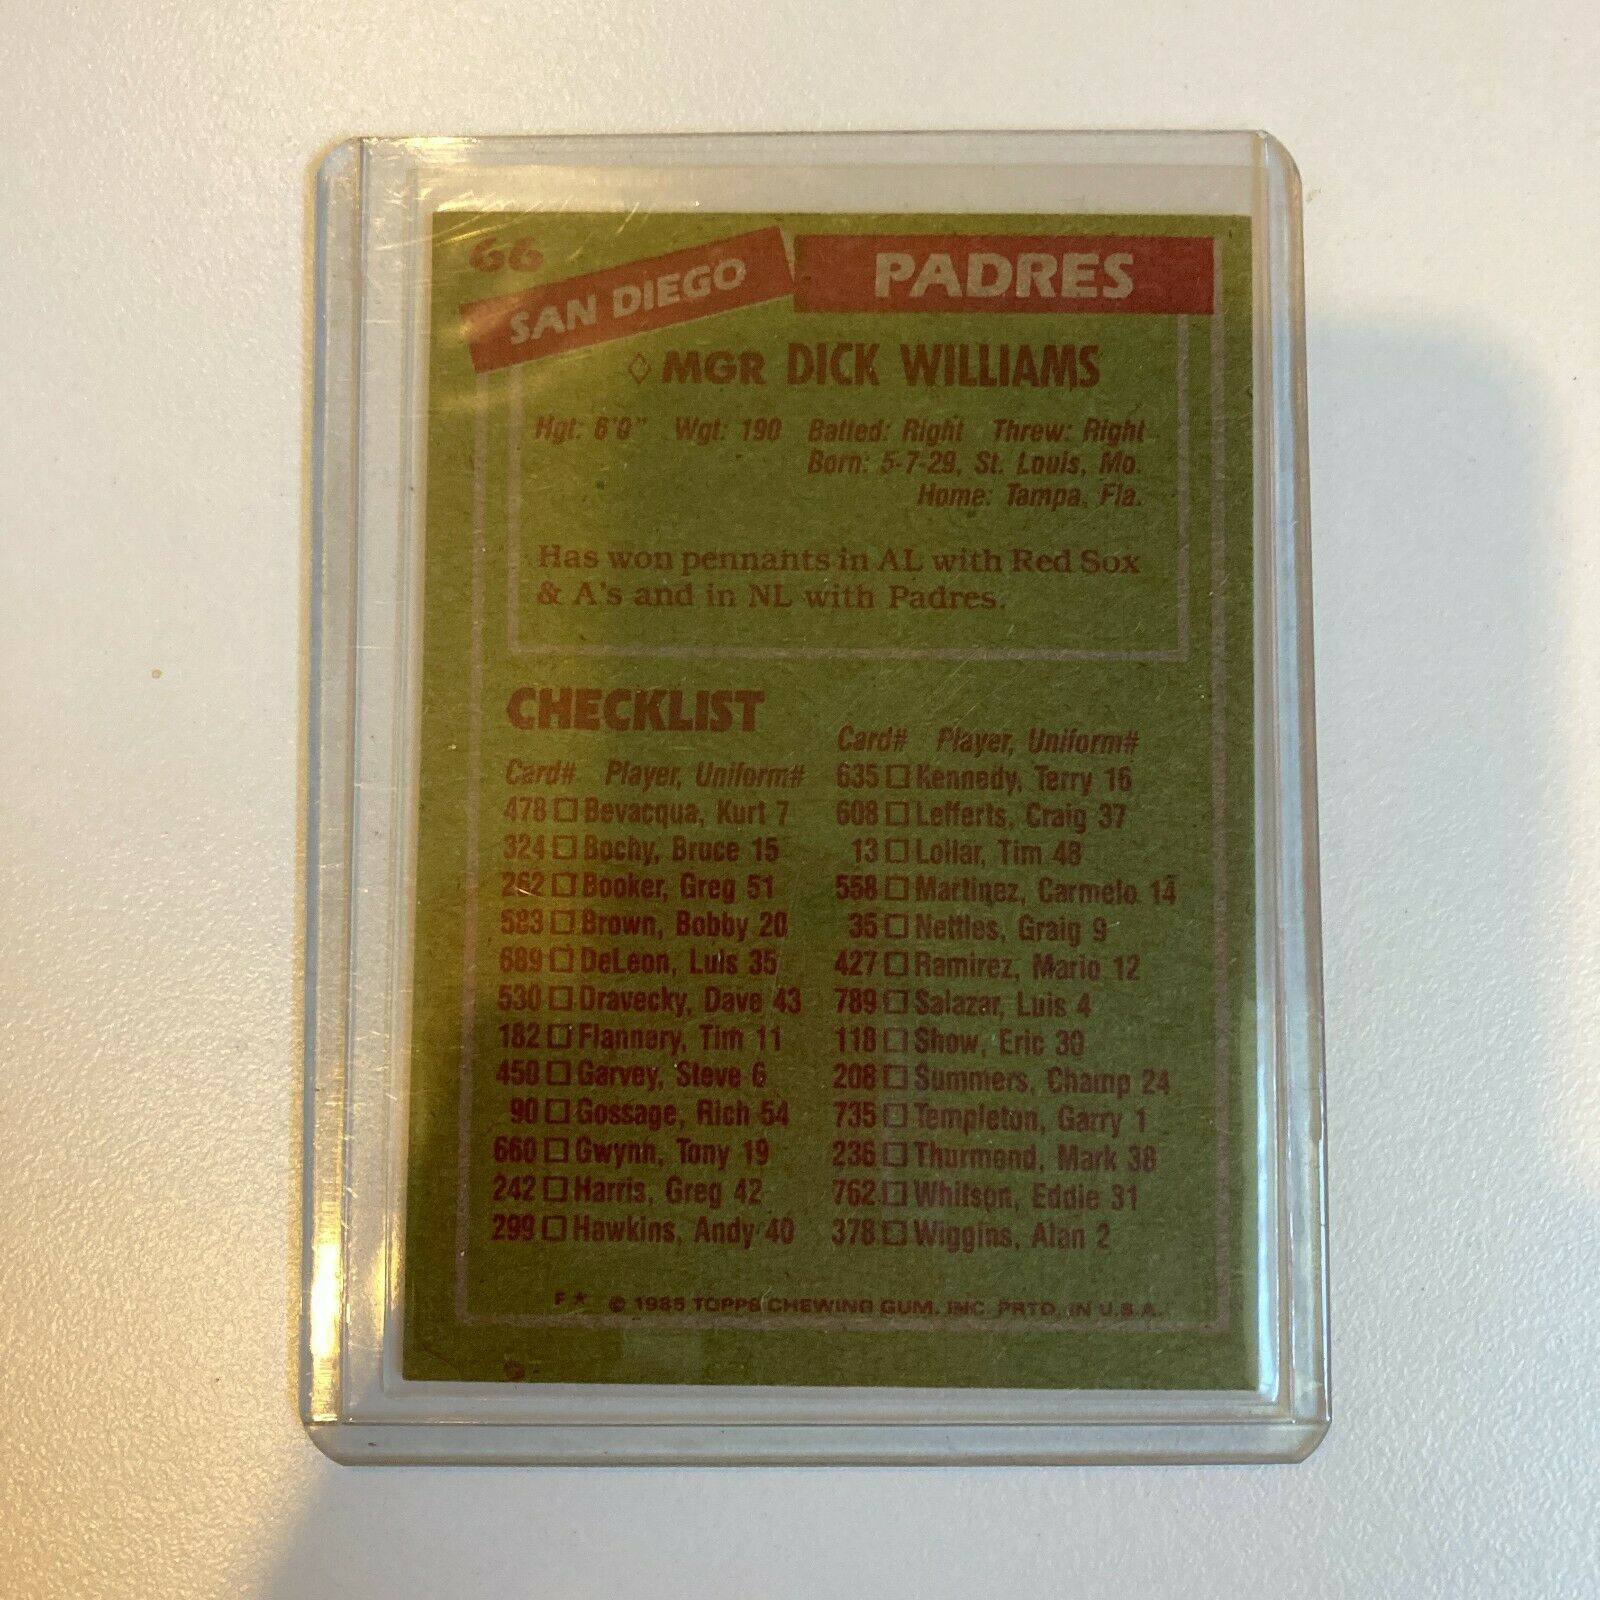 66
SAN DIEGO PADRES
◊ MGR DICK WILLIAMS
Hgt: 6'0" Wgt: 190 Batted: Right Threw: Right
Born: 5-7-29, St. Louis, Mo.
Home: Tampa, Fla.
Has won pennants in AL with Red Sox
& A's and in NL with Padres.
CHECKLIST
Card# Player, Uniform#
478 □ Bevacqua, Kurt 7
324 □ Bochy, Bruce 15
262 □ Booker, Greg 51
583 □ Brown, Bobby 20
689 □ DeLeon, Luis 35
530 □ Dravecky, Dave 43
182 □ Flannery, Tim 11
450 □ Garvey, Steve 6
90 □ Gossage, Rich 54
660 □ Gwynn, Tony 19
242 □ Harris, Greg 42
299 □ Hawkins, Andy 40
Card# Player, Uniform#
635 □ Kennedy, Terry 16
608 □ Lefferts, Craig 37
13 □ Lollar, Tim 48
558 □ Martinez, Carmelo 14
35 □ Nettles, Graig 9
427 □ Ramirez, Mario 12
789 □ Salazar, Luis 4
118 □ Show, Eric 30
208 □ Summers, Champ 24
735 □ Templeton, Garry 1
236 □ Thurmond, Mark 38
762 □ Whitson, Eddie 31
378 □ Wiggins, Alan 2
F ★ © 1985 TOPPS CHEWING GUM, INC. PRTD. IN U.S.A.